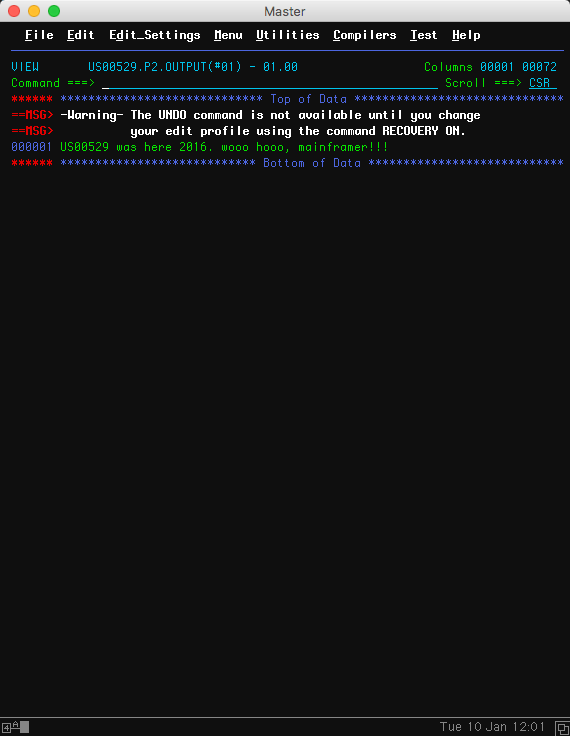 Master
File Edit Edit_Settings Menu Utilities Compilers Test Help
VIEW US00529.P2.OUTPUT(#01) - 01.00 Columns 00001 00072
Command ===> Scroll ===> CSR
****** ***************************** Top of Data ******************************
==MSG> -Warning- The UNDO command is not available until you change
==MSG> your edit profile using the command RECOVERY ON.
000001 US00529 was here 2016. wooo hooo, mainframer!!!
****** **************************** Bottom of Data ****************************
4 A Tue 10 Jan 12:01